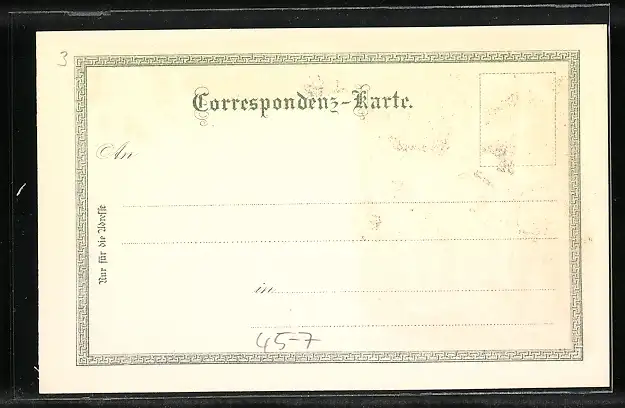 3
Correspondenz-Karte.
An
Nur für die Adresse
in
45-7